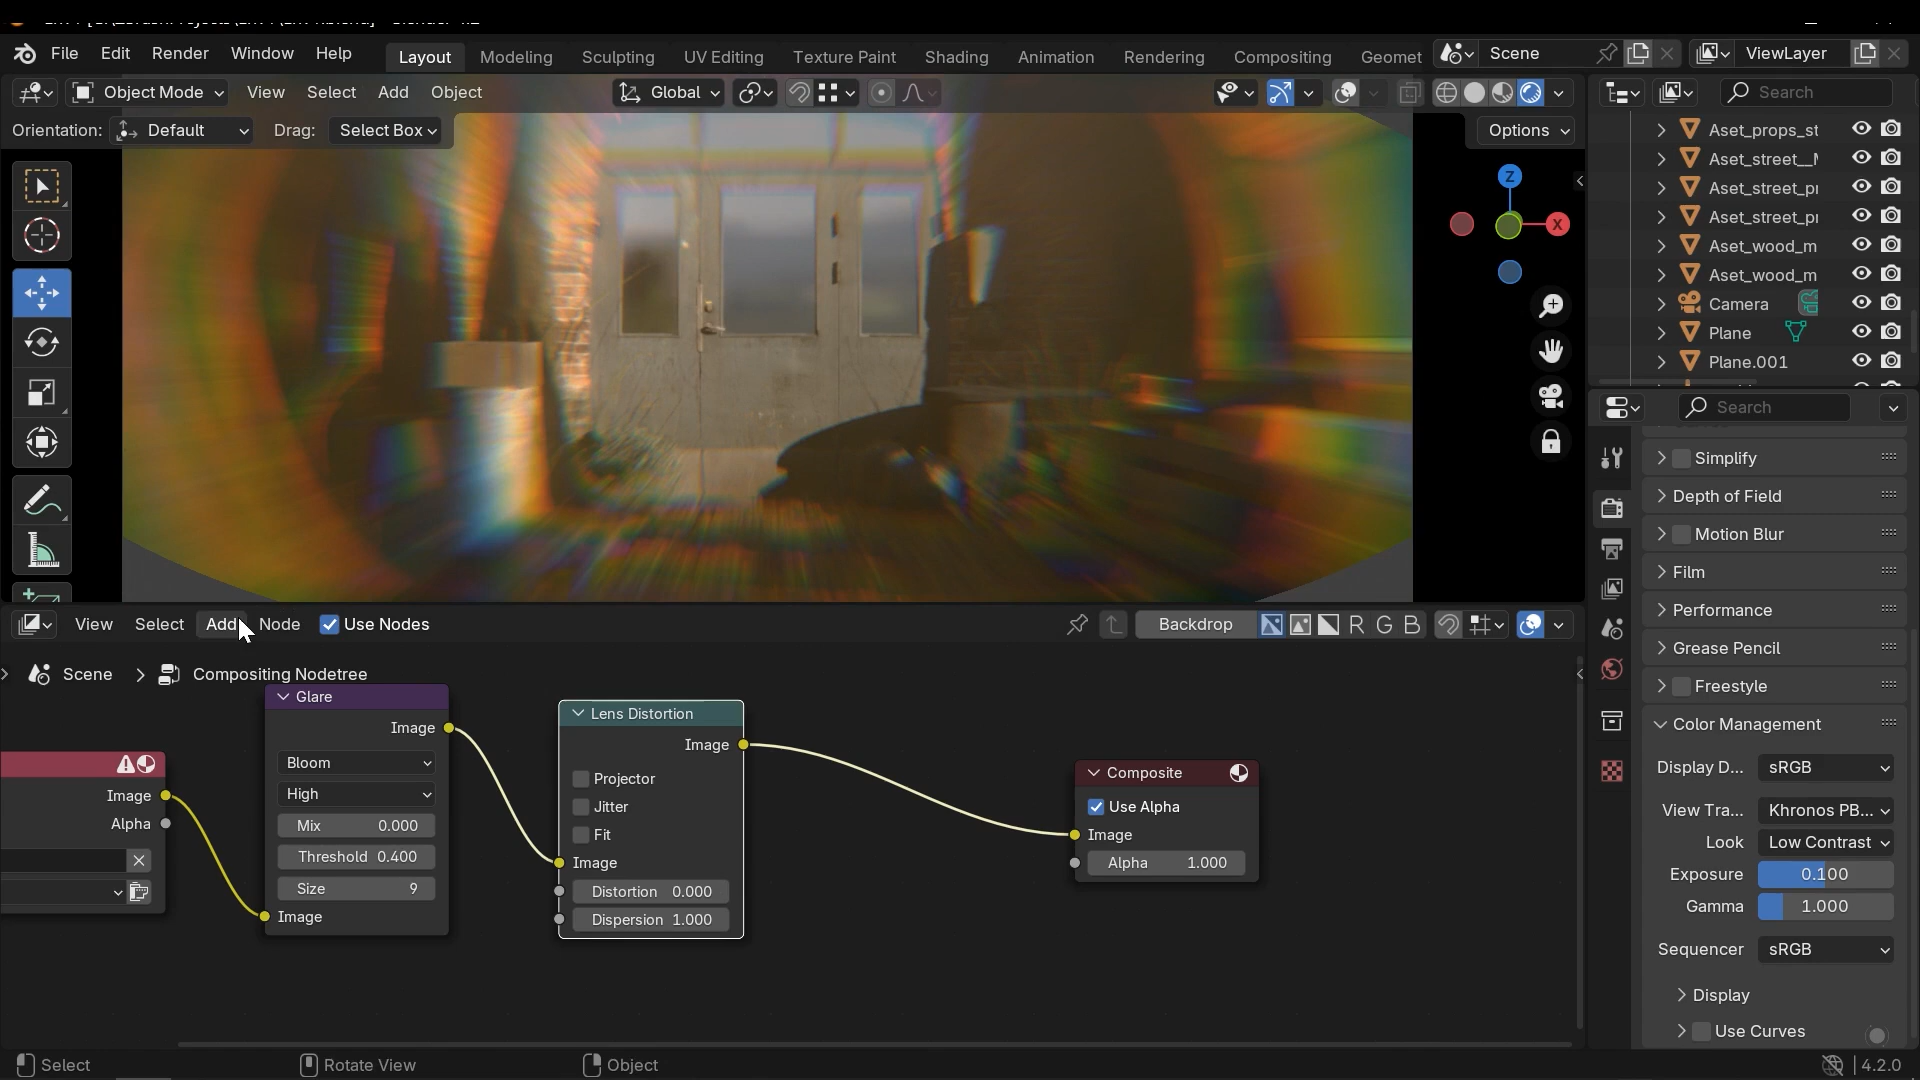 File Edit Render Window Help Layout Modeling Sculpting UV Editing Texture Paint Shading Animation Rendering Compositing Geomet Scene ViewLayer
Object Mode View Select Add Object Global Search
Orientation: Default Drag: Select Box Options
Z
X
Aset_props_st
Aset_street__M
Aset_street_pr
Aset_street_pr
Aset_wood_m
Aset_wood_m
Camera
Plane
Plane.001
Search
Simplify
Depth of Field
Motion Blur
Film
Performance
Grease Pencil
Freestyle
Color Management
Display D... sRGB
View Tra... Khronos PB...
Look Low Contrast
Exposure 0.100
Gamma 1.000
Sequencer sRGB
Display
Use Curves
View Select Add Node Use Nodes Backdrop R G B
Scene Compositing Nodetree
Image
Alpha
Glare
Image
Bloom
High
Mix 0.000
Threshold 0.400
Size 9
Image
Lens Distortion
Image
Projector
Jitter
Fit
Image
Distortion 0.000
Dispersion 1.000
Composite
Use Alpha
Image
Alpha 1.000
Select Rotate View Object 4.2.0